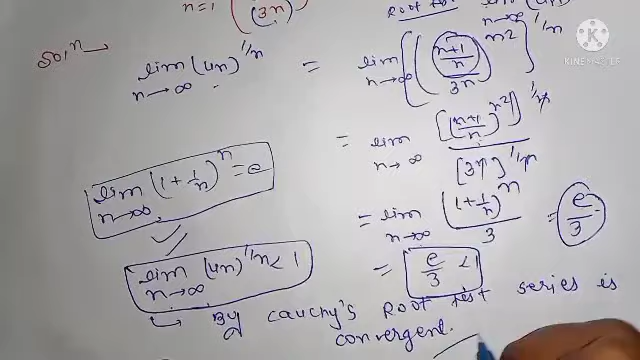 n=1 (3n)
Root test
Solⁿ →
lim n→∞ (un)^1/n = lim n→∞ {((n+1)/n)^n² / 3ⁿ}^1/n
= lim n→∞ [((n+1)/n)^n²]^1/n / [3ⁿ]^1/n
lim n→∞ (1+1/n)ⁿ = e
= lim n→∞ (1+1/n)ⁿ / 3 = e/3
lim n→∞ (un)^1/n < 1
= e/3 < 1
By Cauchy's Root test series is
convergent.
KINEMASTER